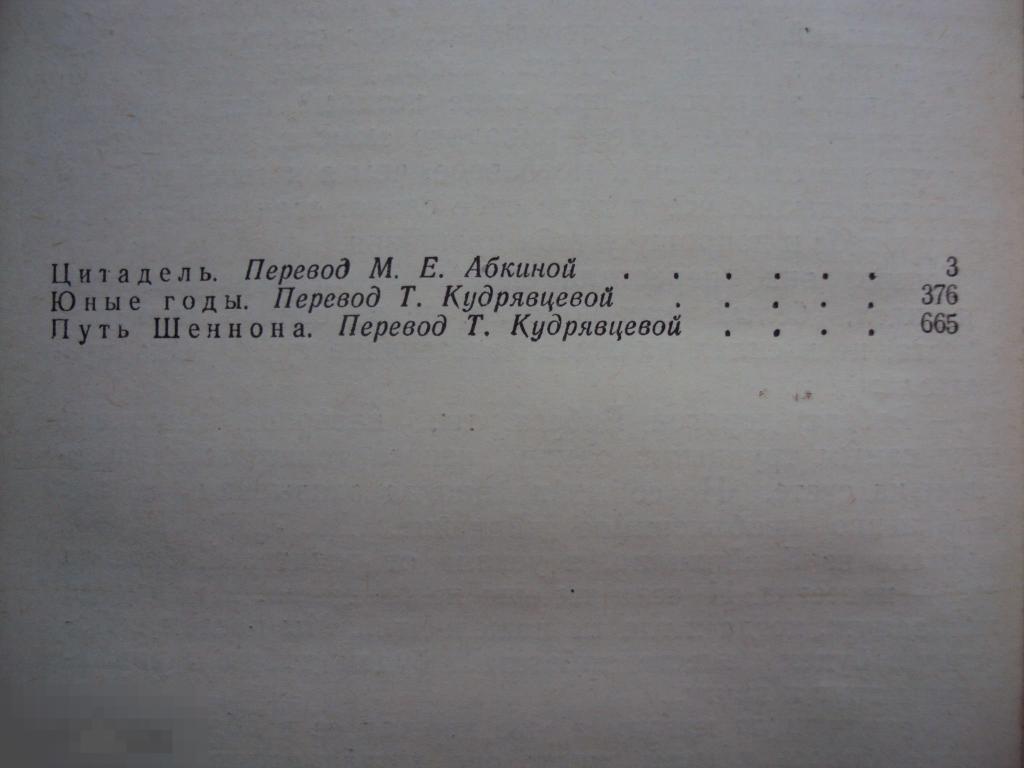 Цитадель. Перевод М. Е. Абкиной . . . . . . 3
Юные годы. Перевод Т. Кудрявцевой . . . . . 376
Путь Шеннона. Перевод Т. Кудрявцевой . . . . 665